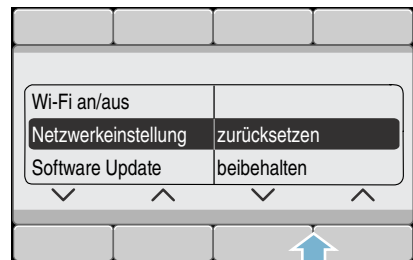 Wi-Fi an/aus
Netzwerkeinstellung zurücksetzen
Software Update beibehalten